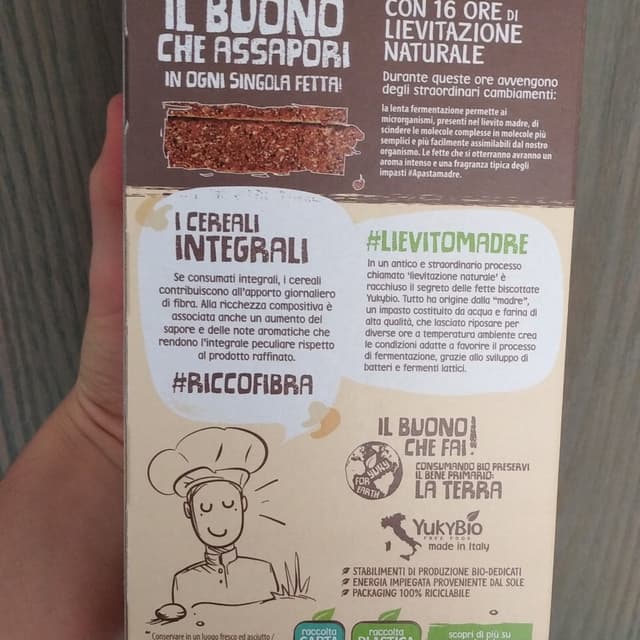 IL BUONO
CHE ASSAPORI
IN OGNI SINGOLA FETTA!
CON 16 ORE DI
LIEVITAZIONE
NATURALE
Durante queste ore avvengono
degli straordinari cambiamenti:
la lenta fermentazione permette ai
microrganismi, presenti nel lievito madre, di
scindere le molecole complesse in molecole più
semplici e più facilmente assimilabili dal nostro
organismo. Le fette che si otterranno avranno un
aroma intenso e una fragranza tipica degli
impasti #Apastamadre.
I CEREALI
INTEGRALI
Se consumati integrali, i cereali
contribuiscono all'apporto giornaliero
di fibra. Alla ricchezza compositiva è
associata anche un aumento del
sapore e delle note aromatiche che
rendono l'integrale peculiare rispetto
al prodotto raffinato.
#RICCOFIBRA
#LIEVITOMADRE
In un antico e straordinario processo
chiamato 'lievitazione naturale' è
racchiuso il segreto delle fette biscottate
Yukybio. Tutto ha origine dalla "madre",
un impasto costituito da acqua e farina di
alta qualità, che lasciato riposare per
diverse ore a temperatura ambiente crea
le condizioni adatte a favorire il processo
di fermentazione, grazie allo sviluppo di
batteri e fermenti lattici.
IL BUONO
CHE FAI!
CONSUMANDO BIO PRESERVI
IL BENE PRIMARIO:
LA TERRA
YUKY
FOR
EARTH
YUKYBIO
FREE FOOD
made in Italy
STABILIMENTI DI PRODUZIONE BIO-DEDICATI
ENERGIA IMPIEGATA PROVENIENTE DAL SOLE
PACKAGING 100% RICICLABILE
Conservare in un luogo fresco ed asciutto /
raccolta
CARTA
raccolta
PLASTICA
scopri di più su